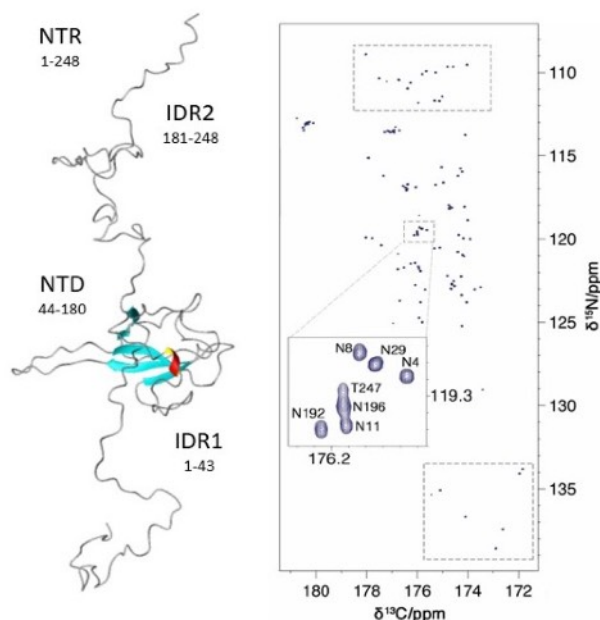 NTR
1-248
IDR2
181-248
NTD
44-180
IDR1
1-43
110
115
120
125
130
135
δ¹⁵N/ppm
N8
N29
N4
T247
N196
N192
N11
119.3
176.2
180
178
176
174
172
δ¹³C/ppm